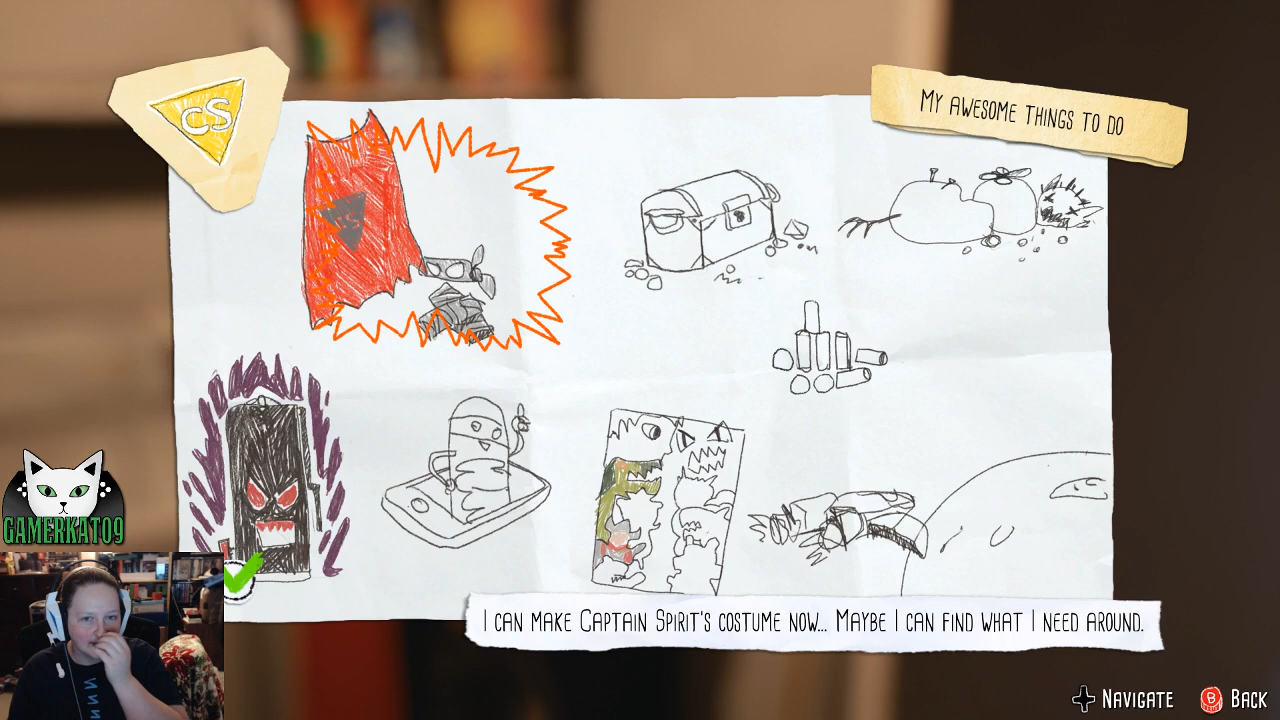 CS
MY AWESOME THINGS TO DO
GAMERKAT09
I CAN MAKE CAPTAIN SPIRIT'S COSTUME NOW... MAYBE I CAN FIND WHAT I NEED AROUND.
NAVIGATE
B BACK